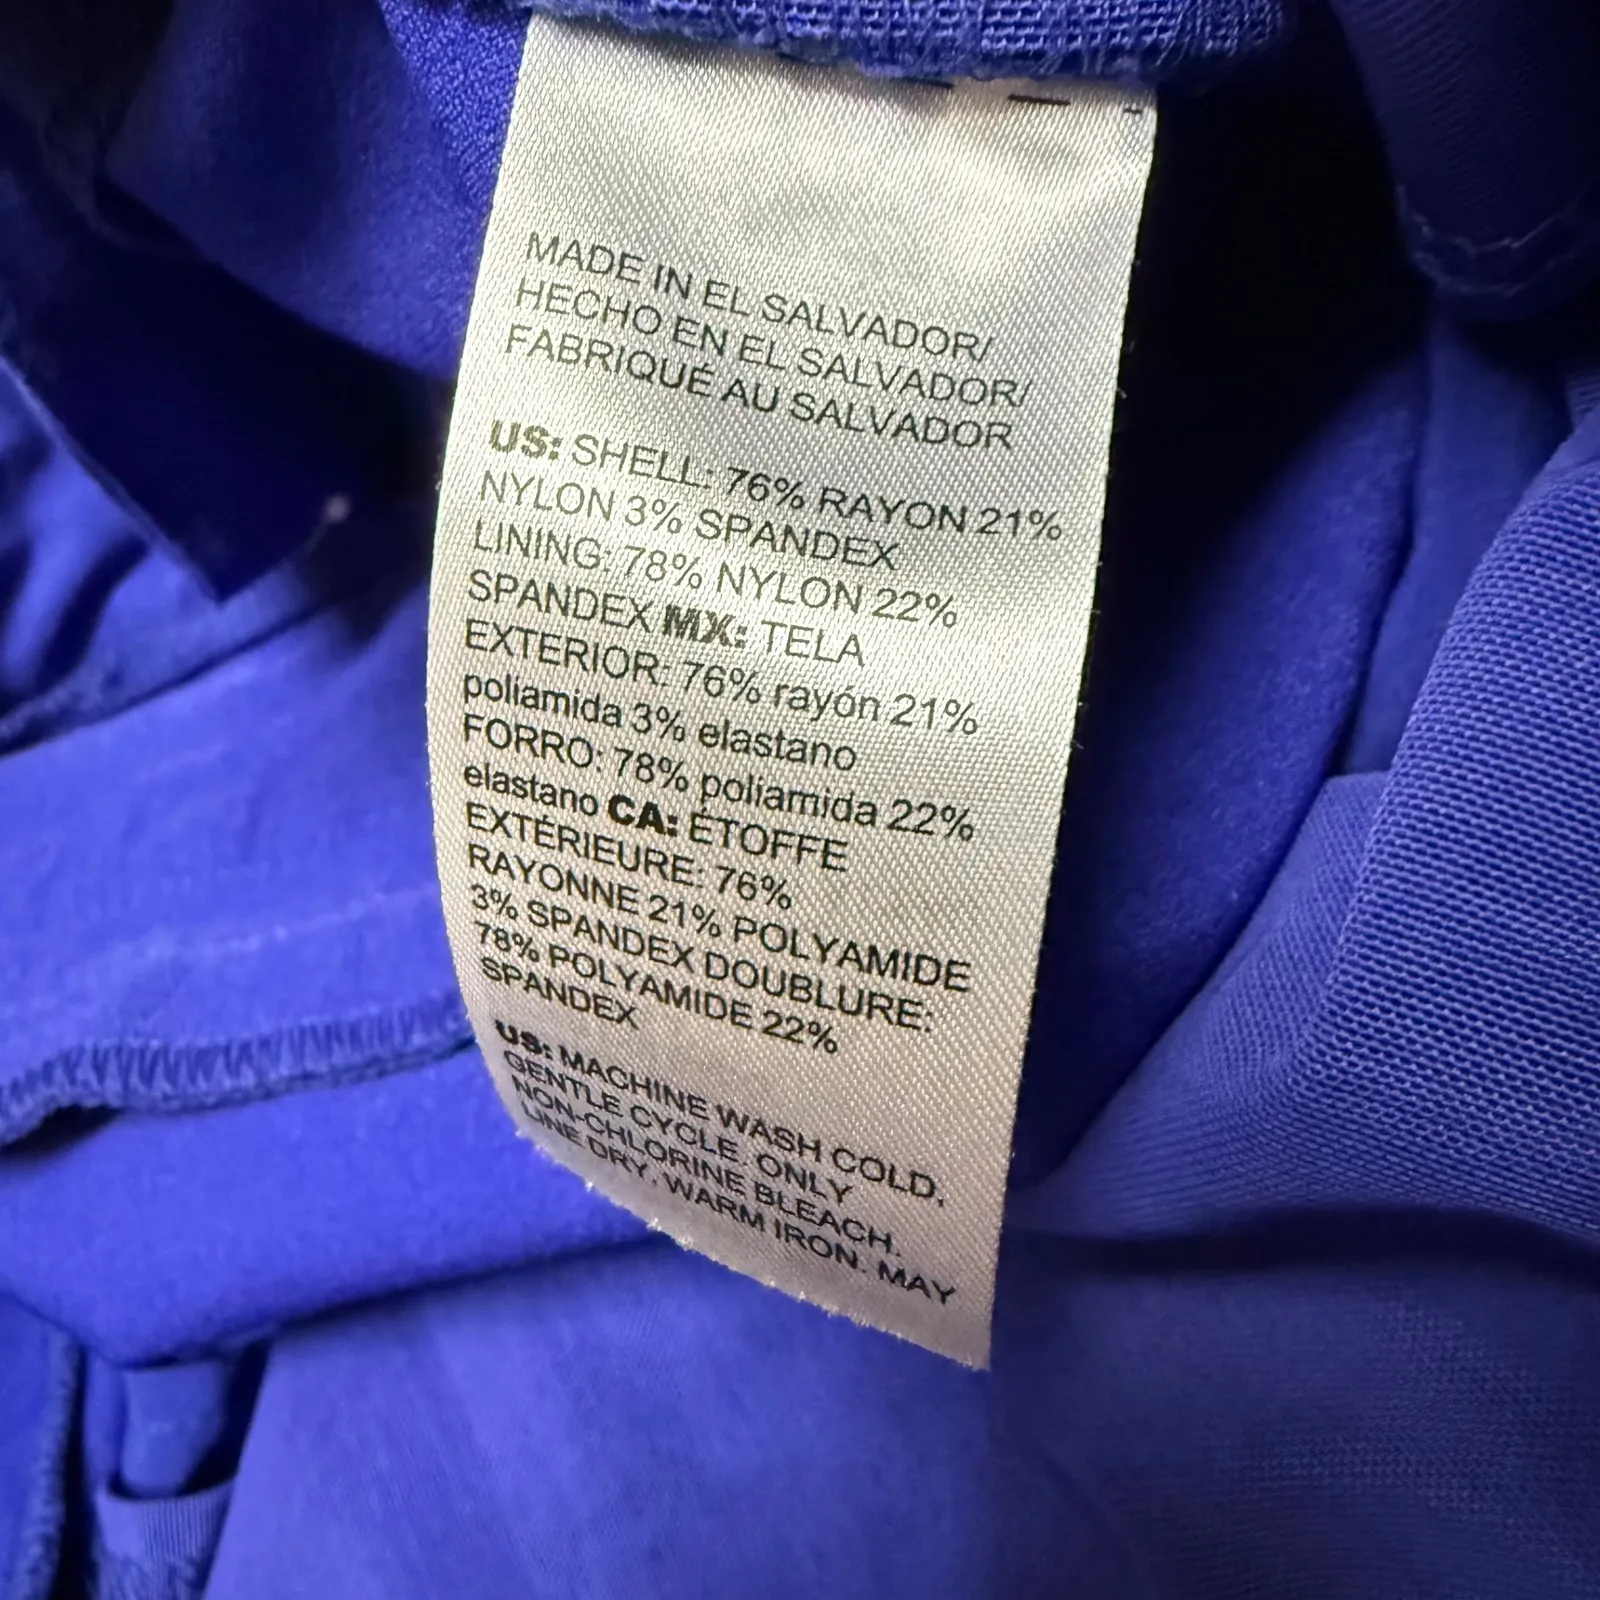 MADE IN EL SALVADOR/
HECHO EN EL SALVADOR/
FABRIQUÉ AU SALVADOR
US: SHELL: 76% RAYON 21%
NYLON 3% SPANDEX
LINING: 78% NYLON 22%
SPANDEX MX: TELA
EXTERIOR: 76% rayón 21%
poliamida 3% elastano
FORRO: 78% poliamida 22%
elastano CA: ÉTOFFE
EXTÉRIEURE: 76%
RAYONNE 21% POLYAMIDE
3% SPANDEX DOUBLURE:
78% POLYAMIDE 22%
SPANDEX
US: MACHINE WASH COLD,
GENTLE CYCLE. ONLY
NON-CHLORINE BLEACH.
LINE DRY, WARM IRON. MAY